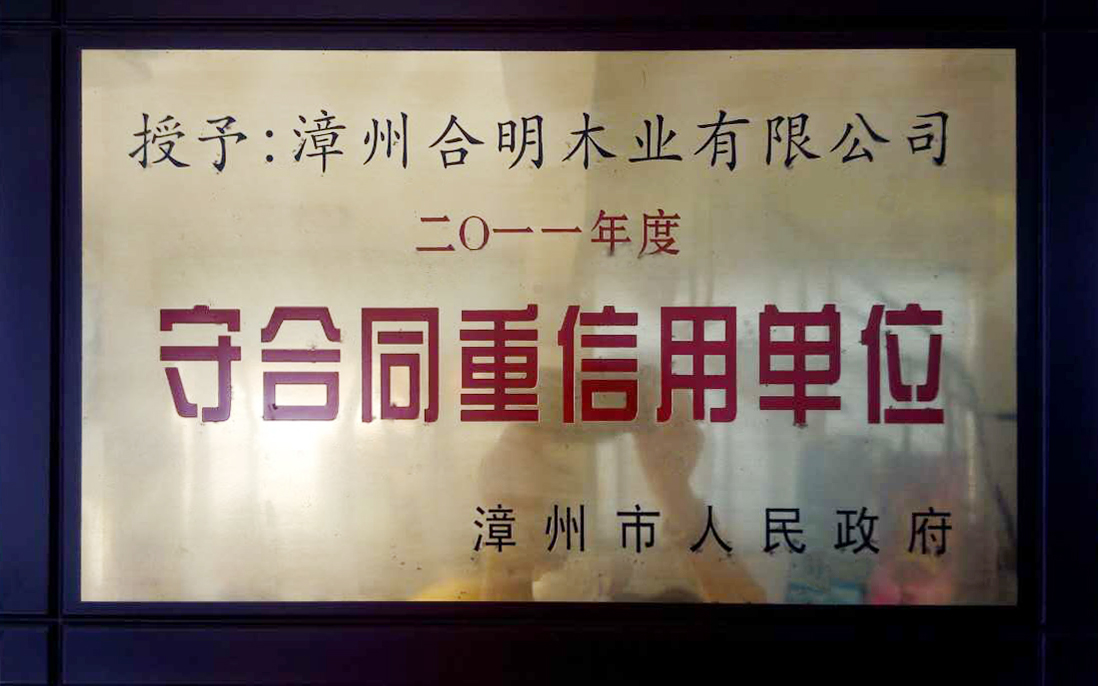 授予:漳州合明木业有限公司
二〇一一年度
守合同重信用单位
漳州市人民政府